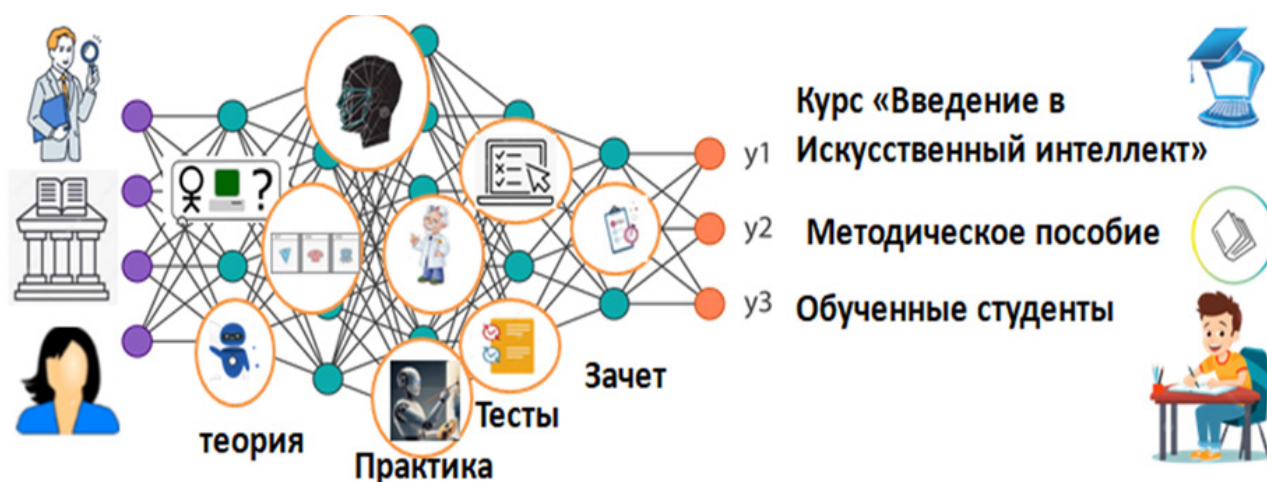 Курс «Введение в
Искусственный интеллект»
y1
y2
Методическое пособие
y3
Обученные студенты
?
теория
Практика
Тесты
Зачет